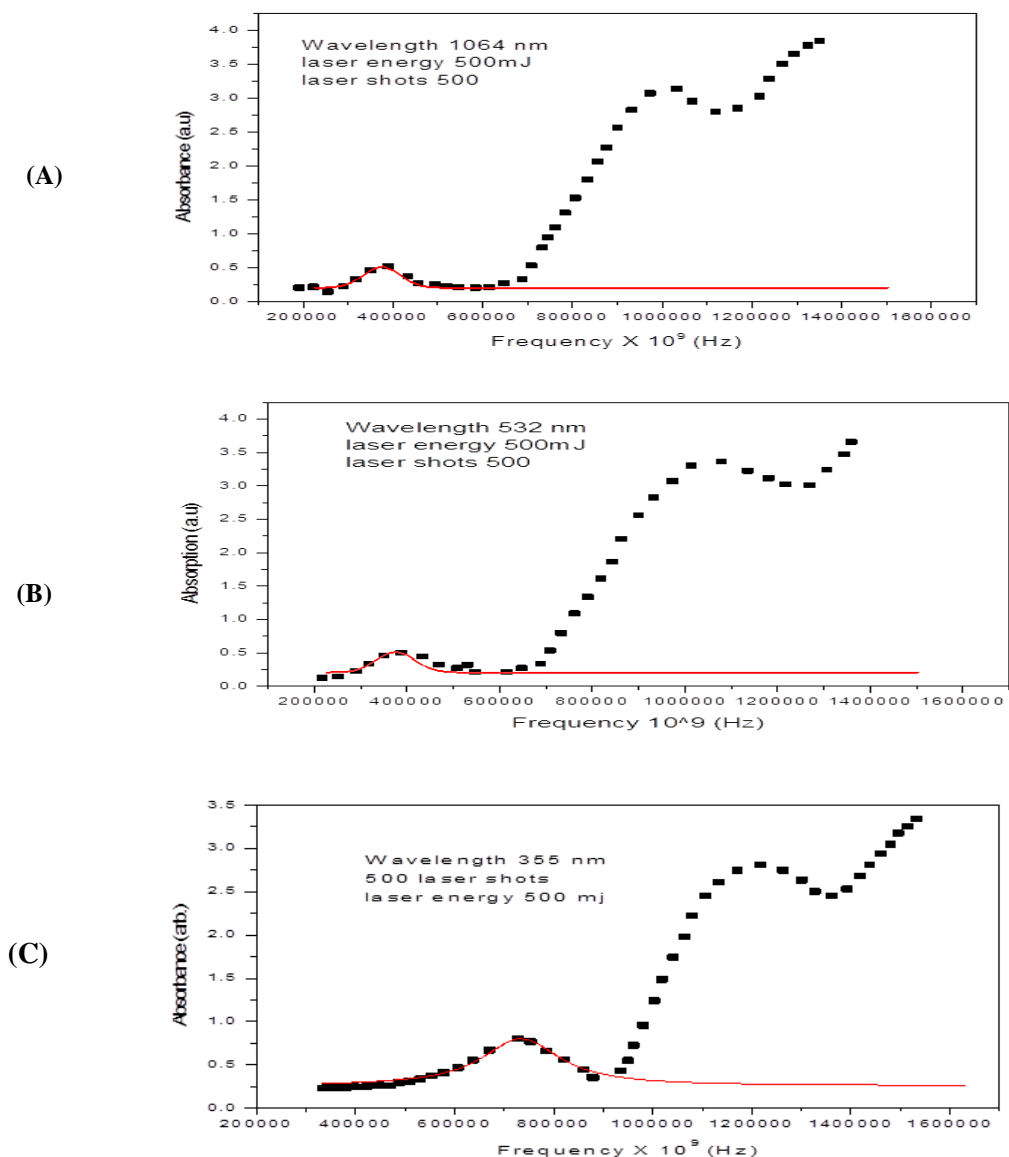 (A)
Wavelength 1064 nm
laser energy 500mJ
laser shots 500
Absorbance (a.u)
4.0
3.5
3.0
2.5
2.0
1.5
1.0
0.5
0.0
200000 400000 600000 800000 1000000 1200000 1400000 1600000
Frequency X 10⁹ (Hz)
(B)
Wavelength 532 nm
laser energy 500mJ
laser shots 500
Absorption (a.u)
4.0
3.5
3.0
2.5
2.0
1.5
1.0
0.5
0.0
200000 400000 600000 800000 1000000 1200000 1400000 1600000
Frequency 10^9 (Hz)
(C)
Wavelength 355 nm
500 laser shots
laser energy 500 mj
Absorbance (arb.)
3.5
3.0
2.5
2.0
1.5
1.0
0.5
0.0
200000 400000 600000 800000 1000000 1200000 1400000 1600000
Frequency X 10⁹ (Hz)